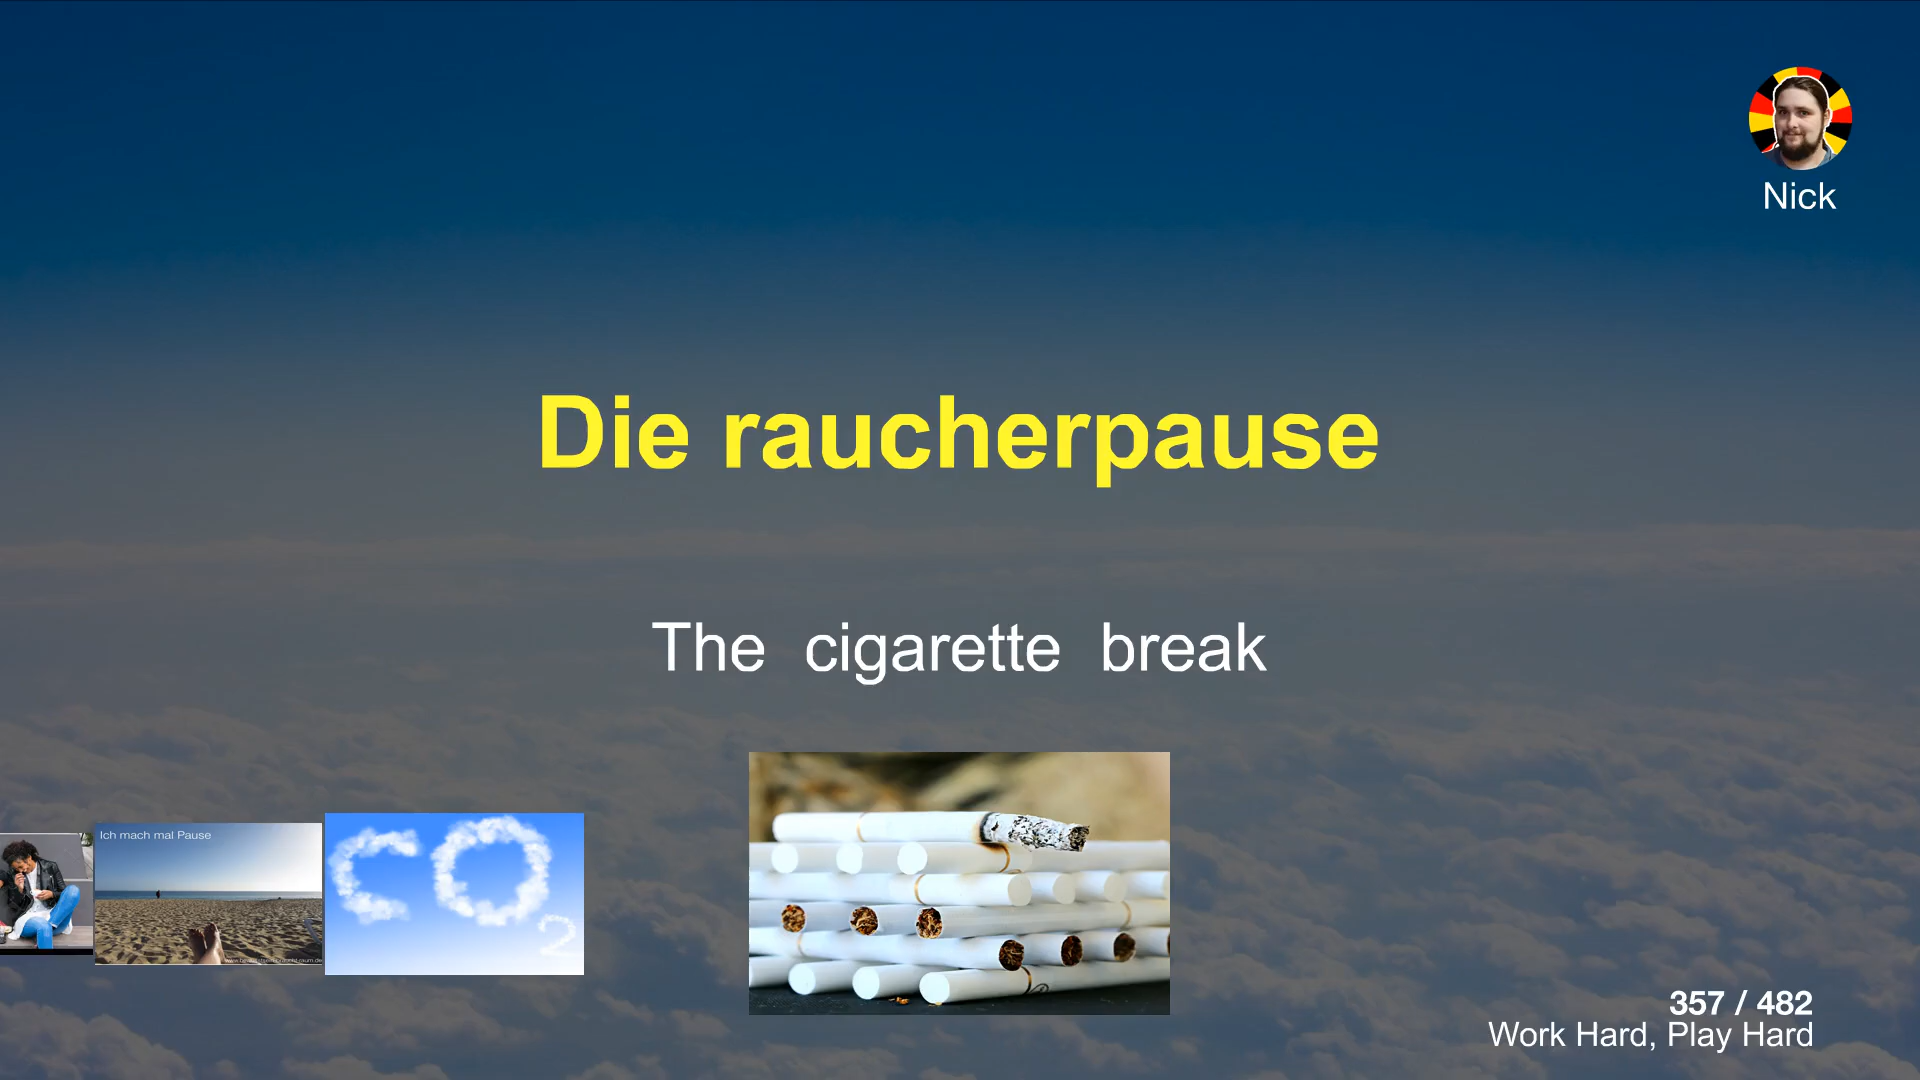 Nick
Die raucherpause
The cigarette break
Ich mach mal Pause
CO2
357 / 482
Work Hard, Play Hard